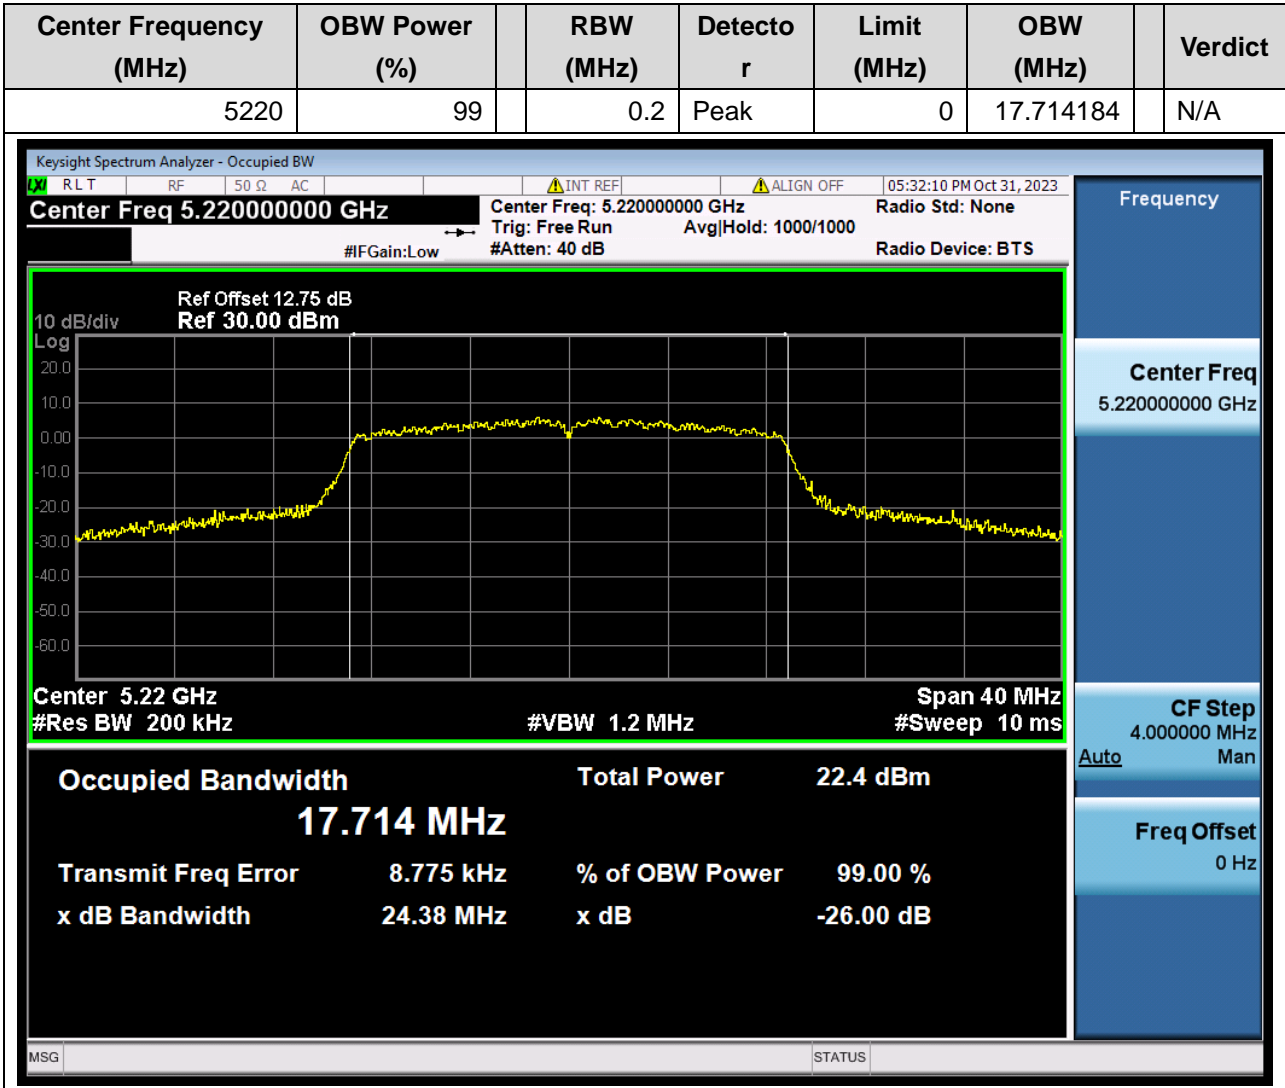 Center Frequency (MHz) OBW Power (%) RBW (MHz) Detecto r Limit (MHz) OBW (MHz) Verdict
5220 99 0.2 Peak 0 17.714184 N/A
Keysight Spectrum Analyzer - Occupied BW
LXI R L T RF 50 Ω AC INT REF ALIGN OFF 05:32:10 PM Oct 31, 2023
Center Freq 5.220000000 GHz
Center Freq: 5.220000000 GHz
Radio Std: None
Trig: Free Run Avg|Hold: 1000/1000
#IFGain:Low #Atten: 40 dB Radio Device: BTS
Frequency
Ref Offset 12.75 dB
10 dB/div Ref 30.00 dBm
Log
20.0
10.0
0.00
-10.0
-20.0
-30.0
-40.0
-50.0
-60.0
Center 5.22 GHz Span 40 MHz
#Res BW 200 kHz #VBW 1.2 MHz #Sweep 10 ms
Center Freq
5.220000000 GHz
CF Step
4.000000 MHz
Auto Man
Freq Offset
0 Hz
Occupied Bandwidth Total Power 22.4 dBm
17.714 MHz
Transmit Freq Error 8.775 kHz % of OBW Power 99.00 %
x dB Bandwidth 24.38 MHz x dB -26.00 dB
MSG STATUS